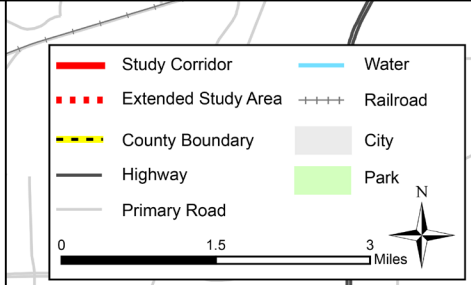 Study Corridor
Extended Study Area
County Boundary
Highway
Primary Road
Water
Railroad
City
Park
N
0 1.5 3
Miles